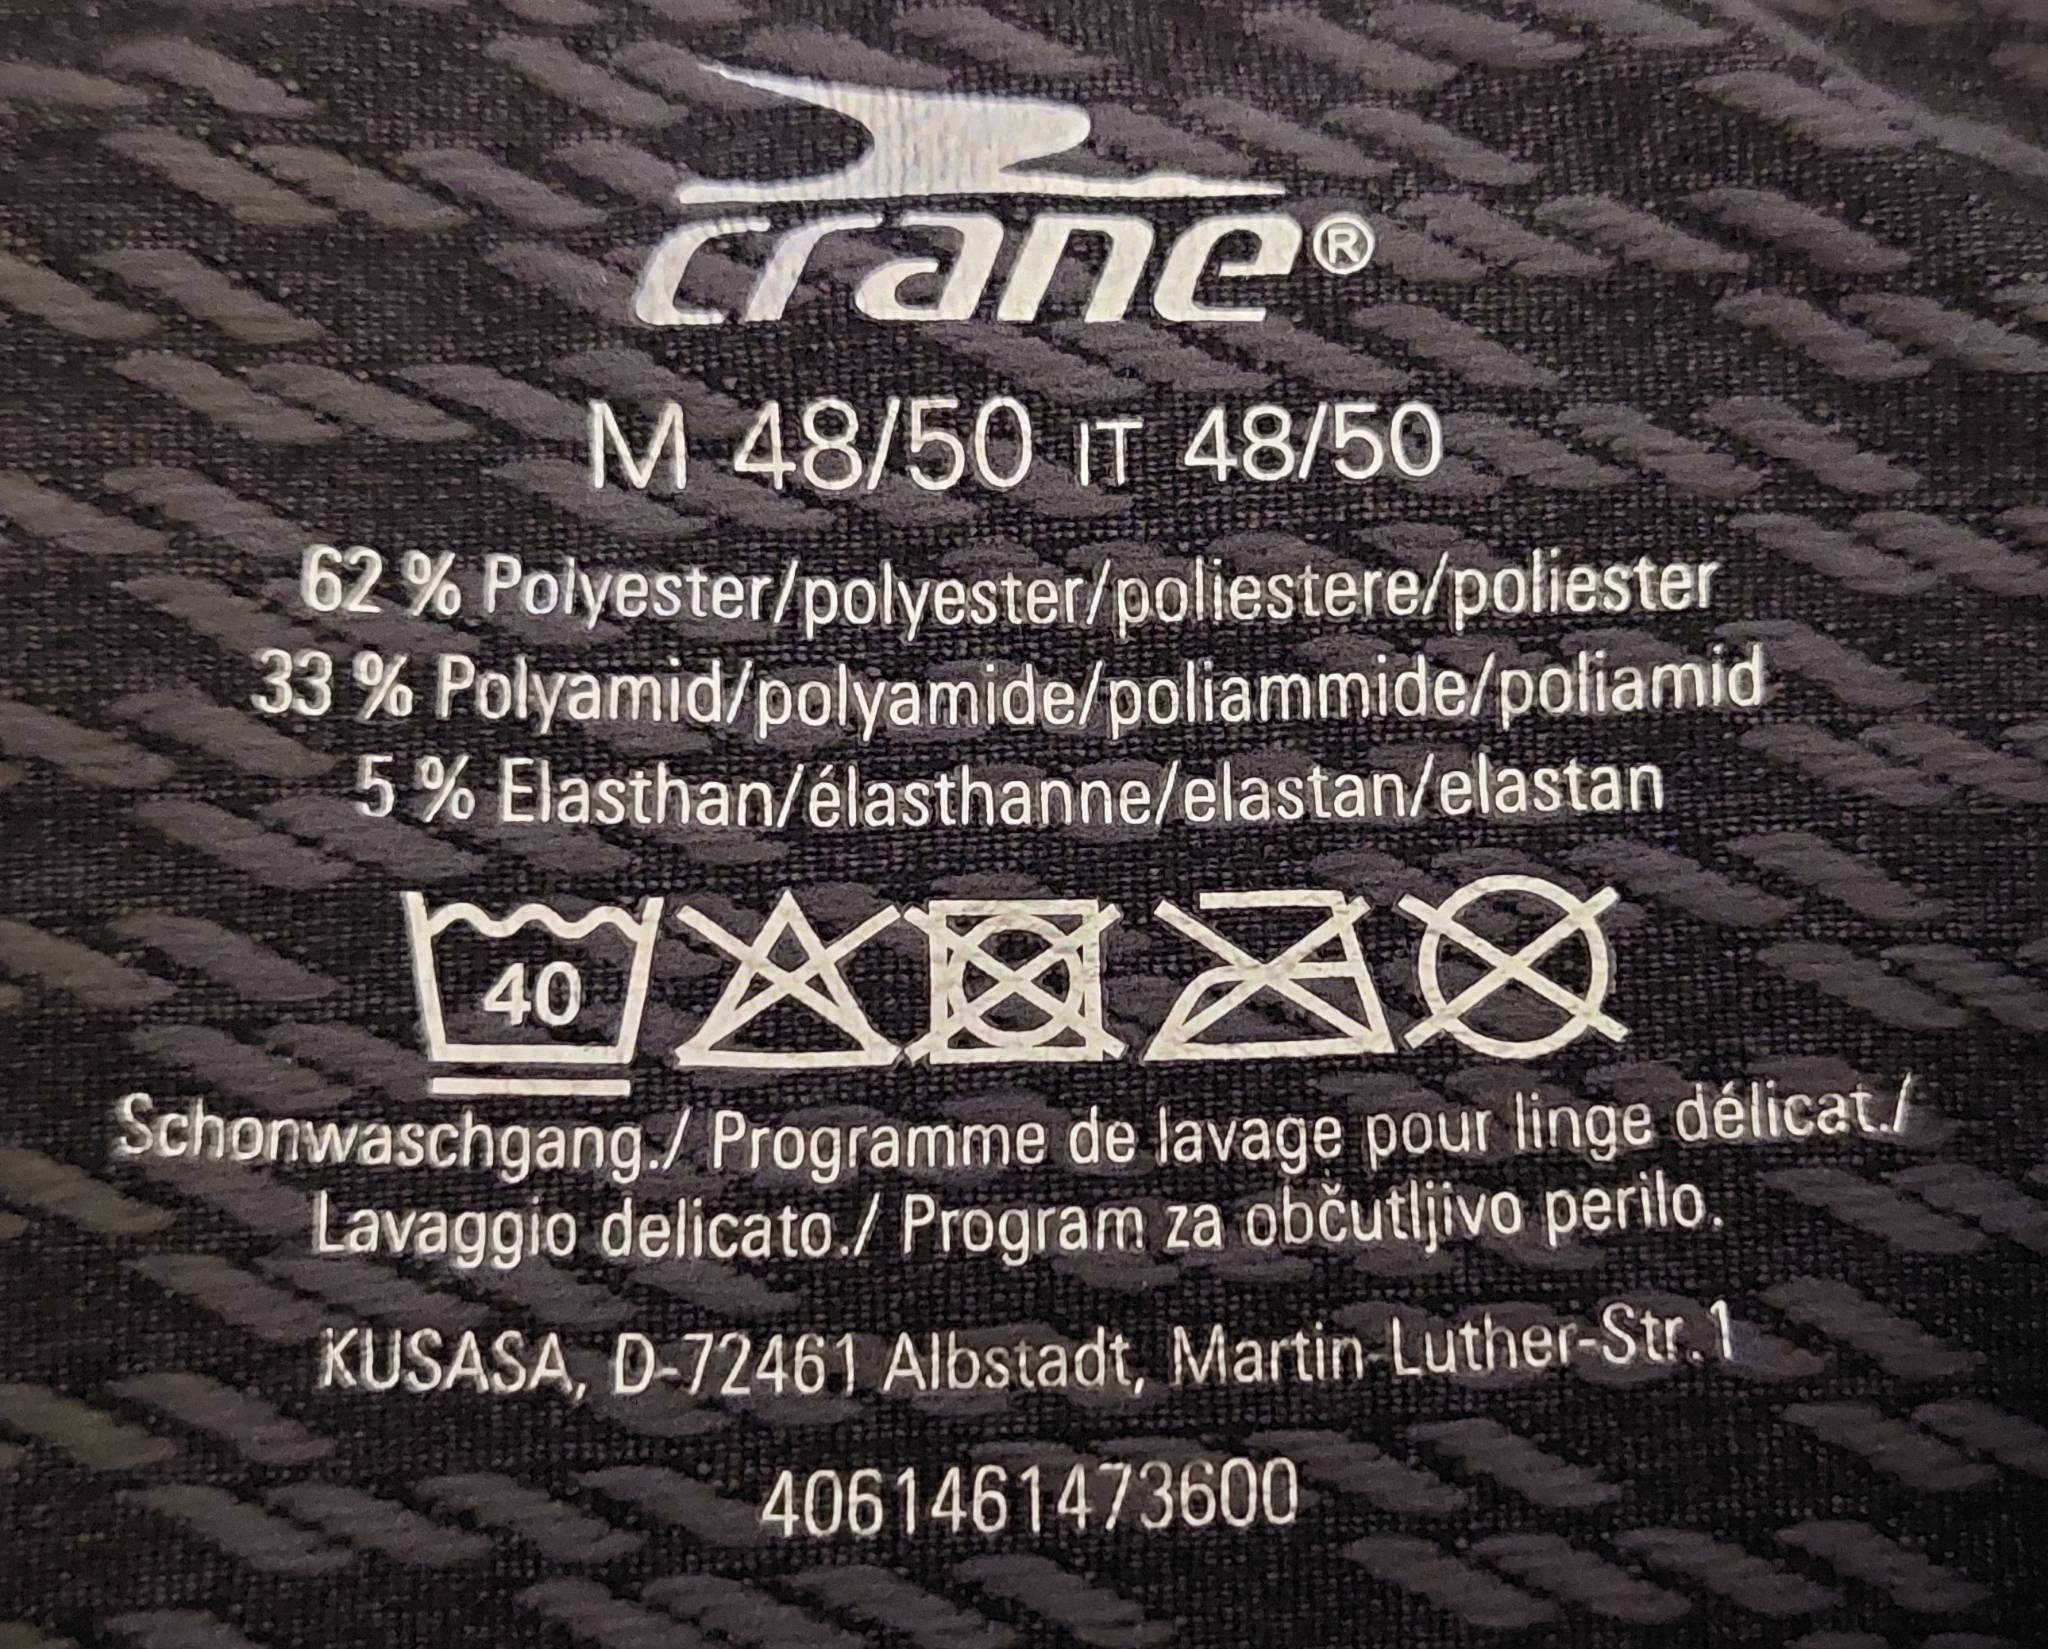 crane®
M 48/50 IT 48/50
62 % Polyester/polyester/poliestere/poliester
33 % Polyamid/polyamide/poliammide/poliamid
5 % Elasthan/élasthanne/elastan/elastan
40
Schonwaschgang./ Programme de lavage pour linge délicat./
Lavaggio delicato./ Program za občutljivo perilo.
KUSASA, D-72461 Albstadt, Martin-Luther-Str.1
4061461473600